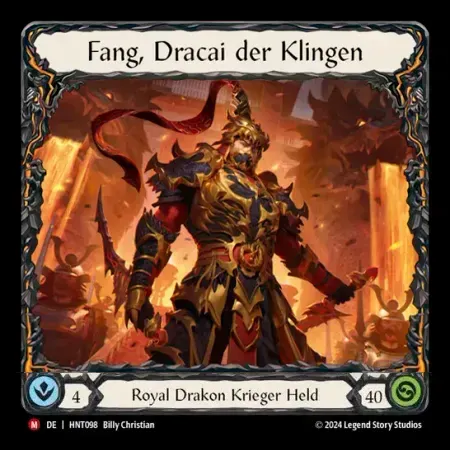 Fang, Dracai der Klingen
4
Royal Drakon Krieger Held
40
M DE | HNT098 Billy Christian
© 2024 Legend Story Studios